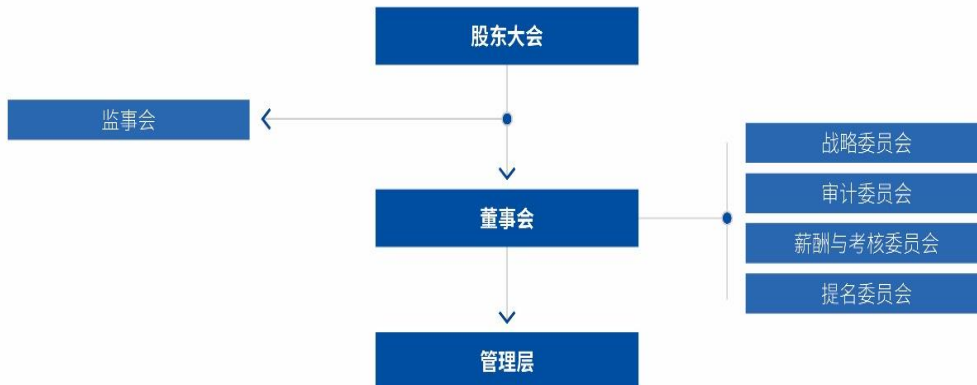 股东大会
监事会
战略委员会
审计委员会
董事会
薪酬与考核委员会
提名委员会
管理层